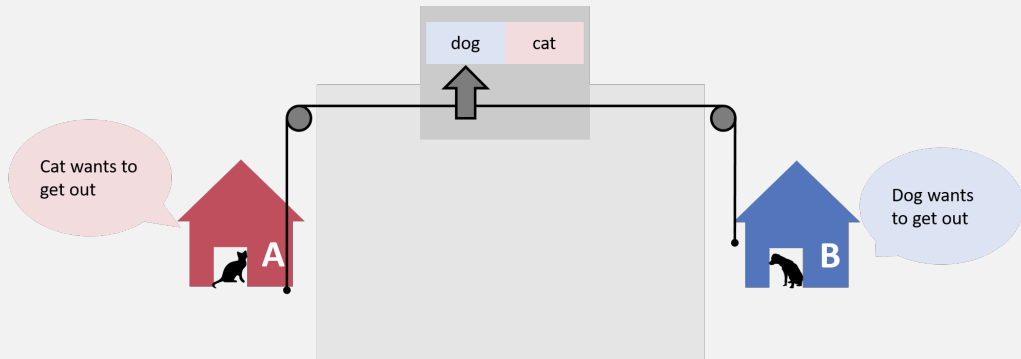 dog cat
Cat wants to
get out
A
B
Dog wants
to get out